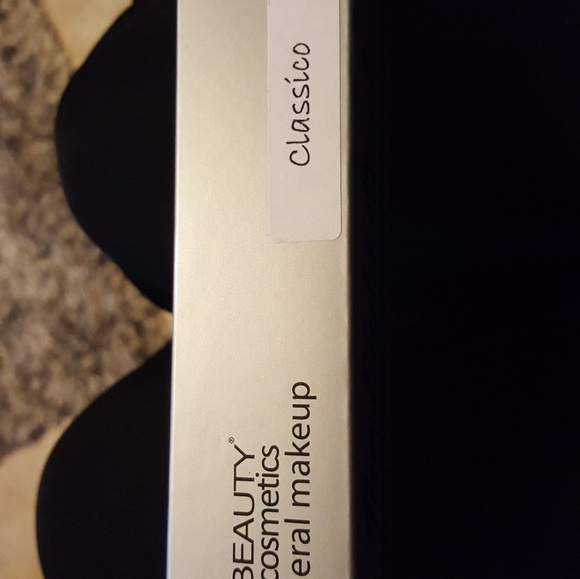 Classico
BEAUTY®
cosmetics
eral makeup